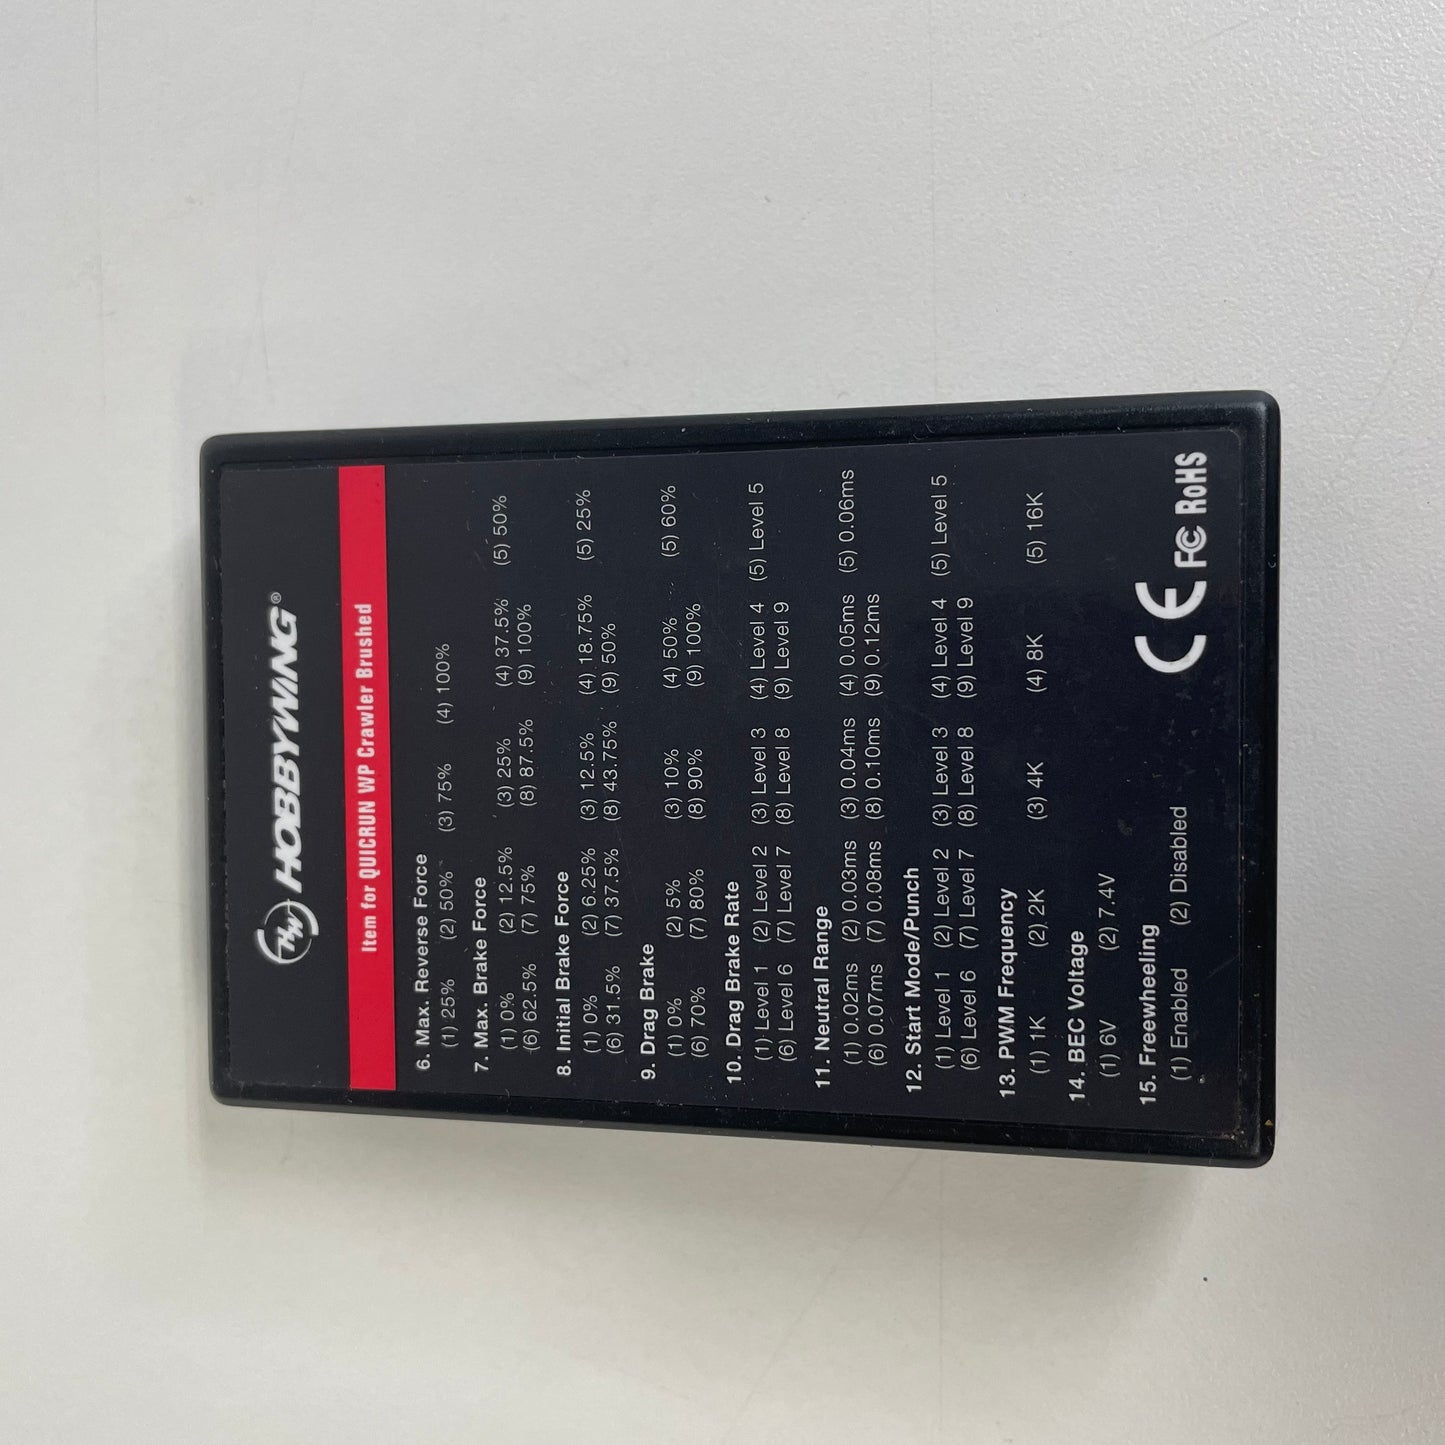 HOBBYWING®
Item for QUICRUN WP Crawler Brushed
6. Max. Reverse Force
(1) 25% (2) 50% (3) 75% (4) 100%
7. Max. Brake Force
(1) 0% (2) 12.5% (3) 25% (4) 37.5% (5) 50%
(6) 62.5% (7) 75% (8) 87.5% (9) 100%
8. Initial Brake Force
(1) 0% (2) 6.25% (3) 12.5% (4) 18.75% (5) 25%
(6) 31.5% (7) 37.5% (8) 43.75% (9) 50%
9. Drag Brake
(1) 0% (2) 5% (3) 10% (4) 50% (5) 60%
(6) 70% (7) 80% (8) 90% (9) 100%
10. Drag Brake Rate
(1) Level 1 (2) Level 2 (3) Level 3 (4) Level 4 (5) Level 5
(6) Level 6 (7) Level 7 (8) Level 8 (9) Level 9
11. Neutral Range
(1) 0.02ms (2) 0.03ms (3) 0.04ms (4) 0.05ms (5) 0.06ms
(6) 0.07ms (7) 0.08ms (8) 0.10ms (9) 0.12ms
12. Start Mode/Punch
(1) Level 1 (2) Level 2 (3) Level 3 (4) Level 4 (5) Level 5
(6) Level 6 (7) Level 7 (8) Level 8 (9) Level 9
13. PWM Frequency
(1) 1K (2) 2K (3) 4K (4) 8K (5) 16K
14. BEC Voltage
(1) 6V (2) 7.4V
15. Freewheeling
(1) Enabled (2) Disabled
CE FC RoHS